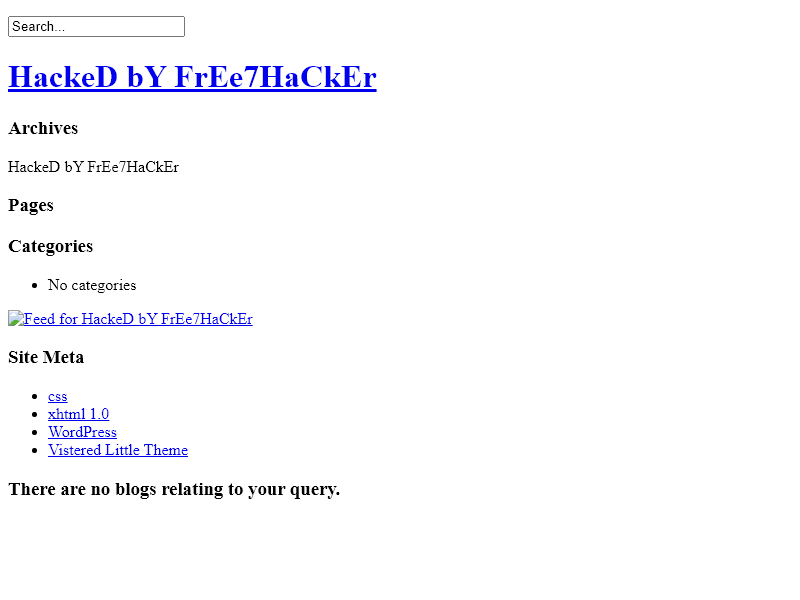 Search...
HackeD bY FrEe7HaCkEr
Archives
HackeD bY FrEe7HaCkEr
Pages
Categories
No categories
Feed for HackeD bY FrEe7HaCkEr
Site Meta
css
xhtml 1.0
WordPress
Vistered Little Theme
There are no blogs relating to your query.